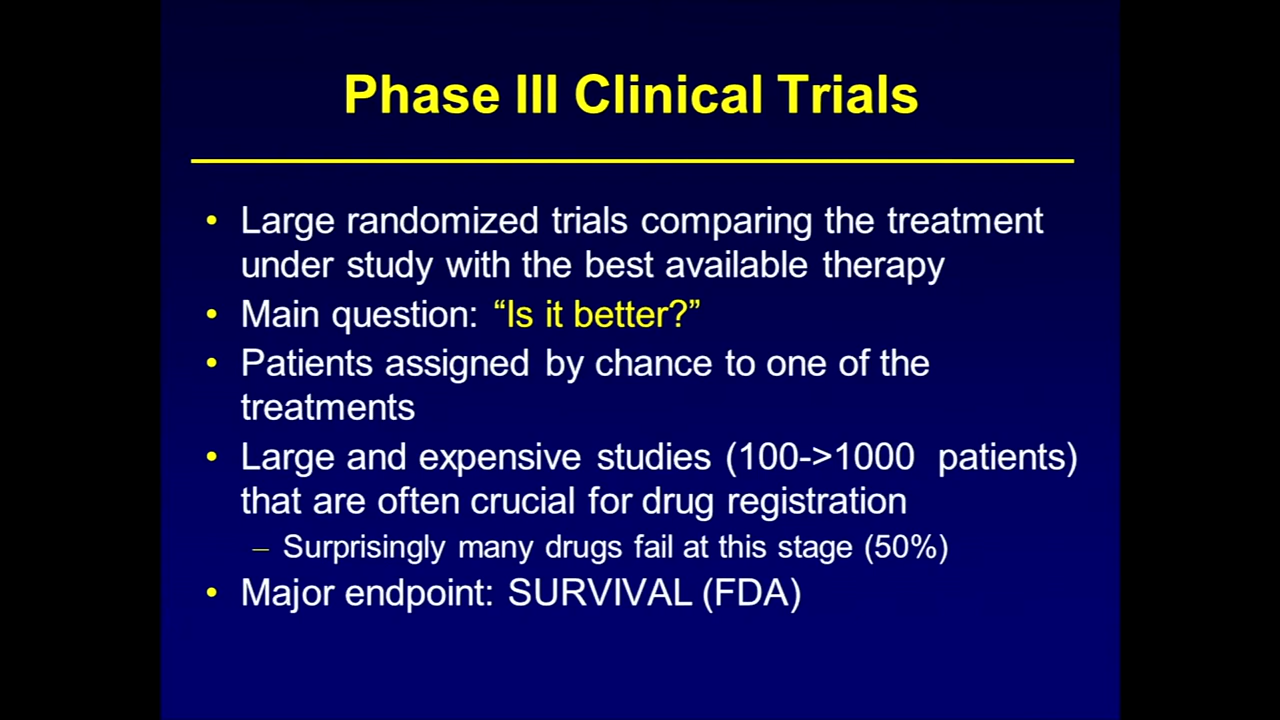 Phase III Clinical Trials
• Large randomized trials comparing the treatment
under study with the best available therapy
• Main question: “Is it better?”
• Patients assigned by chance to one of the
treatments
• Large and expensive studies (100->1000 patients)
that are often crucial for drug registration
– Surprisingly many drugs fail at this stage (50%)
• Major endpoint: SURVIVAL (FDA)